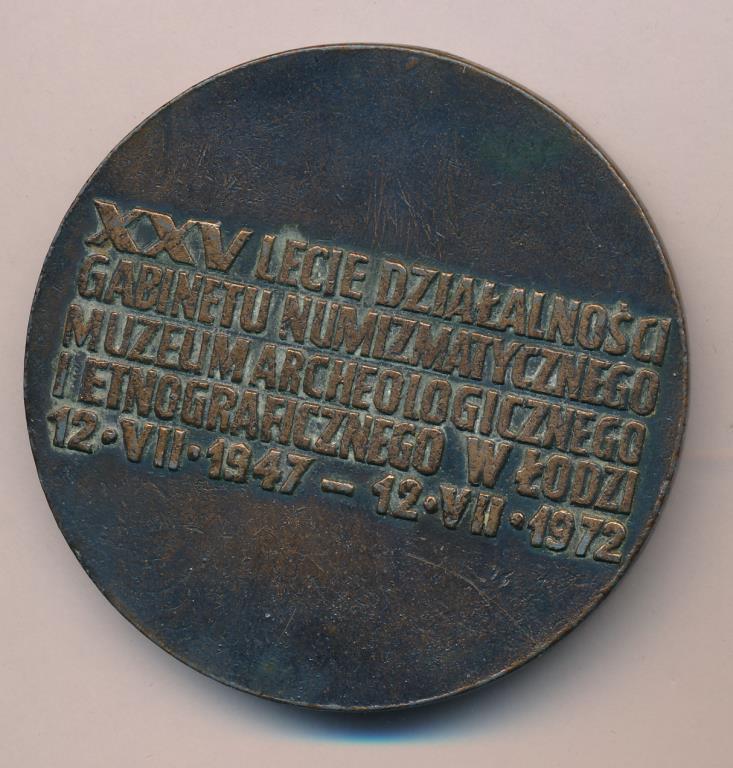 XXV LECIE DZIAŁALNOŚCI
GABINETU NUMIZMATYCZNEGO
MUZEUM ARCHEOLOGICZNEGO
I ETNOGRAFICZNEGO W ŁODZI
12·VII·1947 – 12·VII·1972